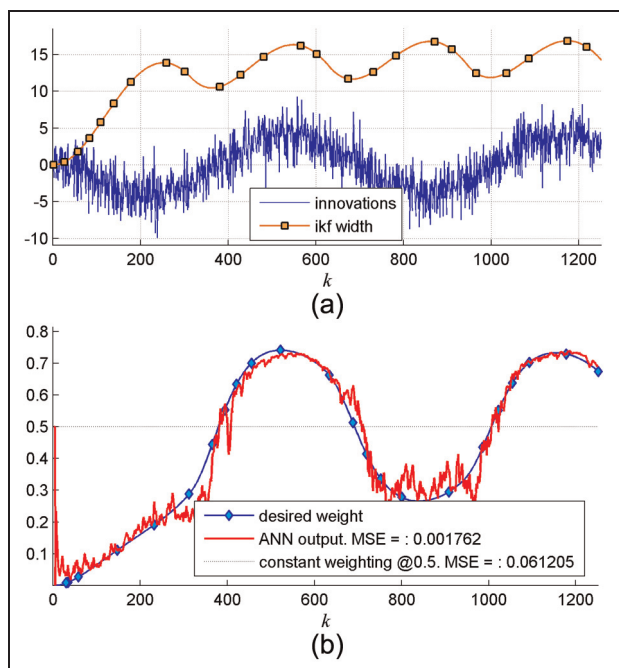 15
10
5
0
-5
-10
innovations
ikf width
0 200 400 600 800 1000 1200
k
(a)
0.8
0.7
0.6
0.5
0.4
0.3
0.2
0.1
desired weight
ANN output. MSE = : 0.001762
constant weighting @0.5. MSE = : 0.061205
0 200 400 600 800 1000 1200
k
(b)